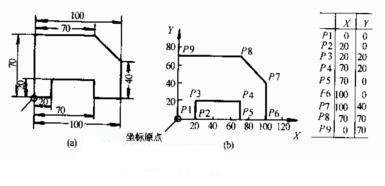 100
70
70
20
40
20
70
100
(a)
Y
80
60
40
20
P9
P8
P7
P3
P4
P1
P2
P5
P6
0 20 40 60 80 100 120
X
坐标原点
(b)
X Y
P1 0 0
P2 20 0
P3 20 20
P4 70 20
P5 70 0
P6 100 0
P7 100 40
P8 70 70
P9 0 70